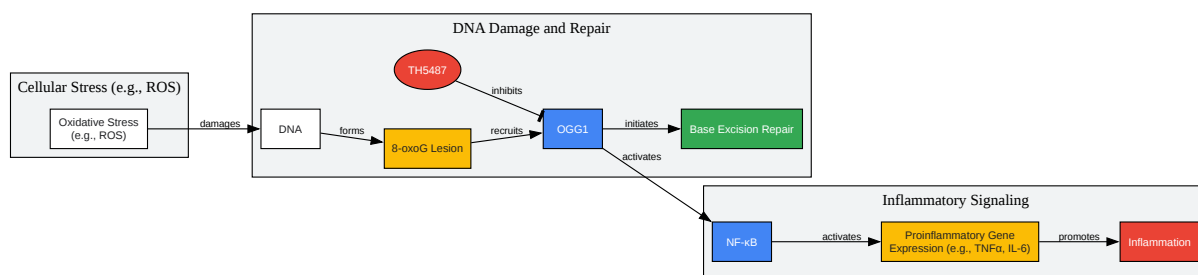 DNA Damage and Repair
TH5487
inhibits
Cellular Stress (e.g., ROS)
Oxidative Stress
(e.g., ROS)
damages
DNA
forms
8-oxoG Lesion
recruits
OGG1
initiates
Base Excision Repair
activates
Inflammatory Signaling
NF-κB
activates
Proinflammatory Gene
Expression (e.g., TNFα, IL-6)
promotes
Inflammation